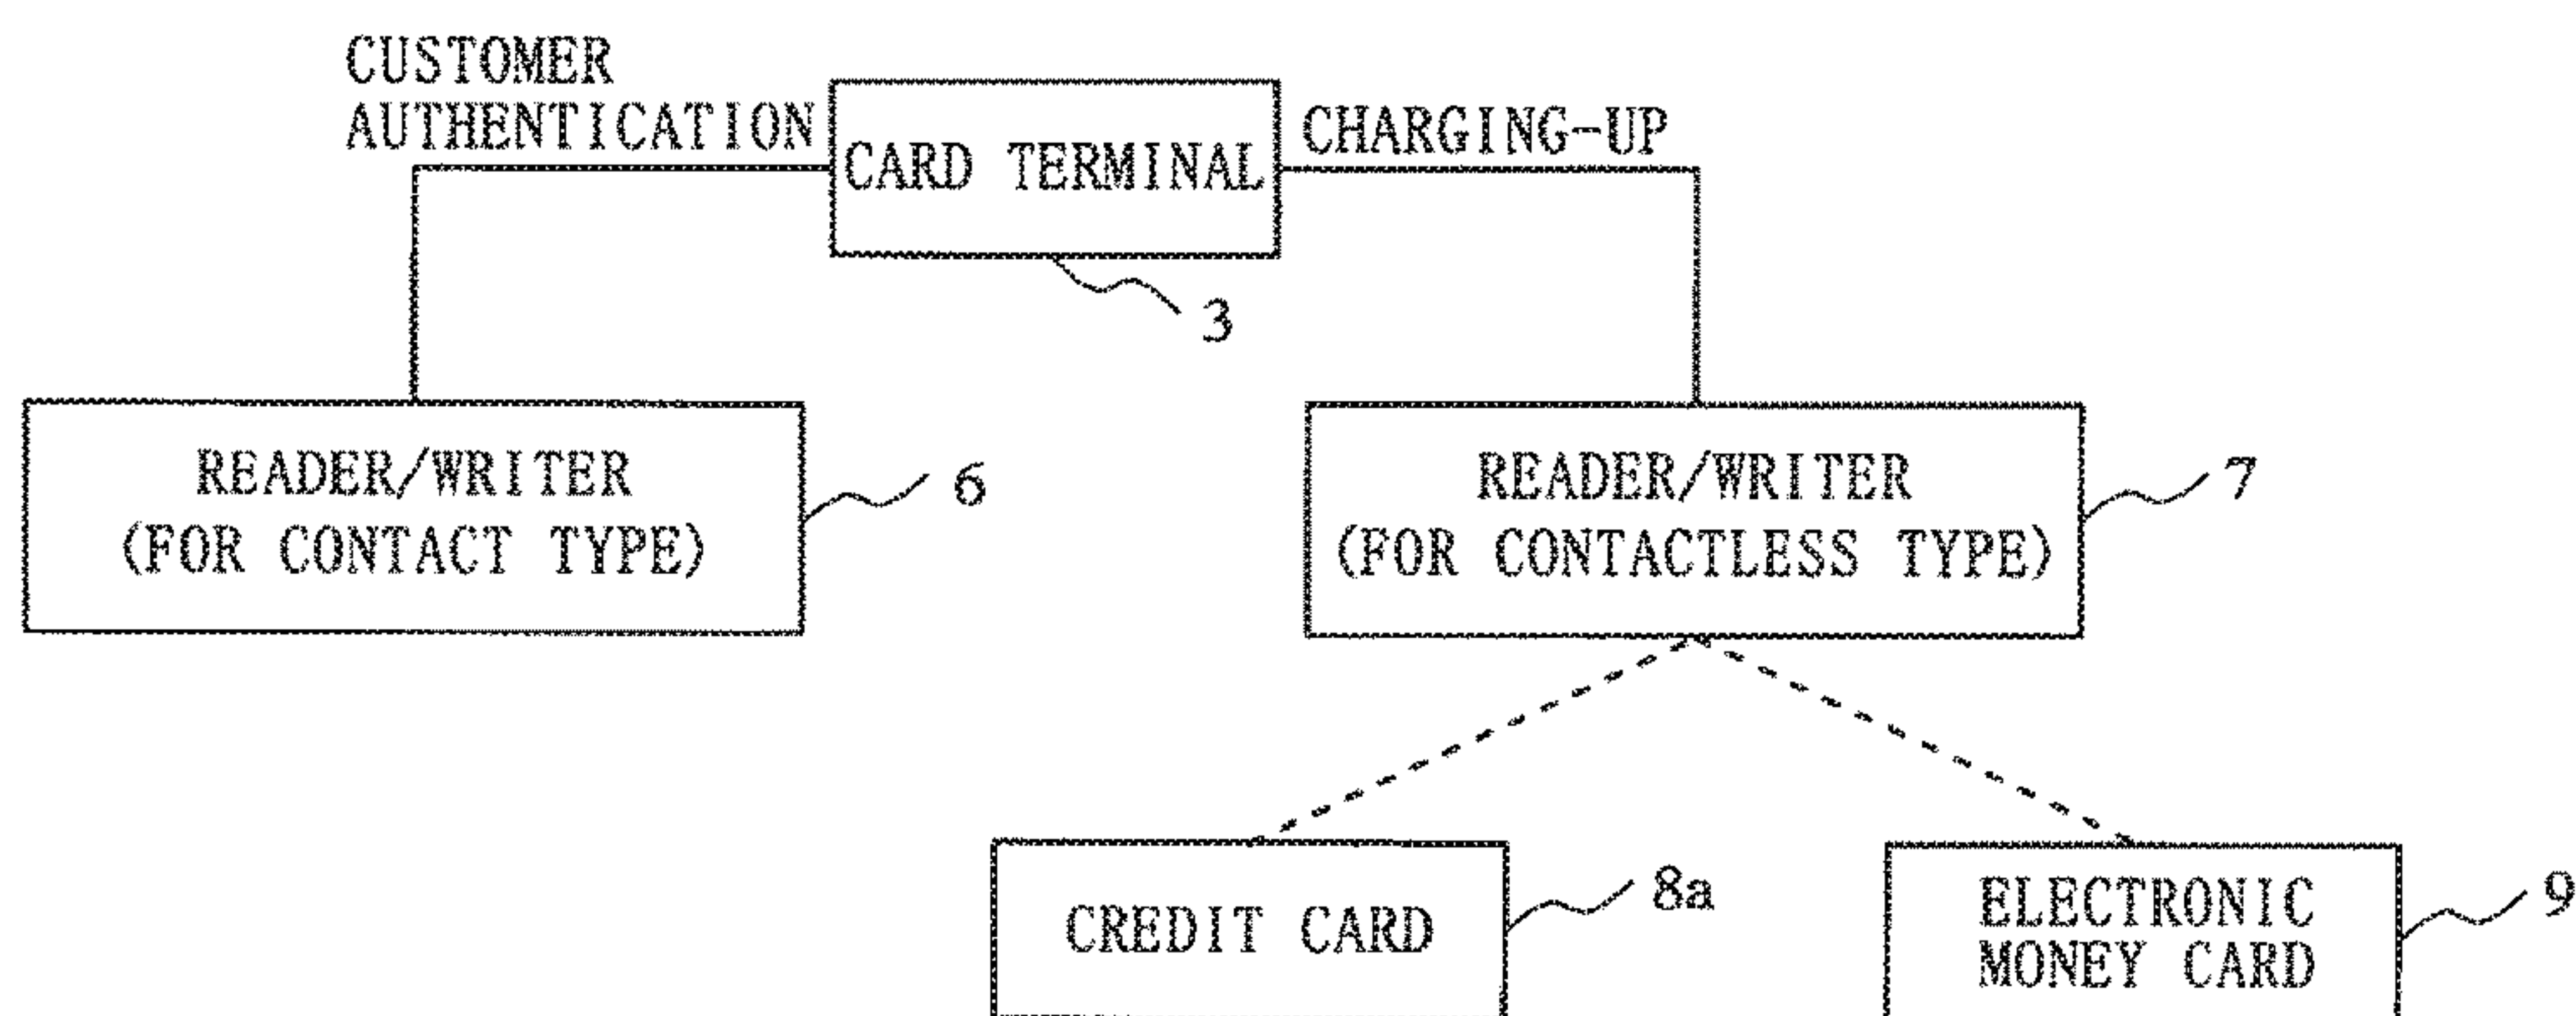 CUSTOMER
AUTHENTICATION
CARD TERMINAL
CHARGING-UP
3
READER/WRITER
(FOR CONTACT TYPE)
6
READER/WRITER
(FOR CONTACTLESS TYPE)
7
CREDIT CARD
8a
ELECTRONIC
MONEY CARD
9